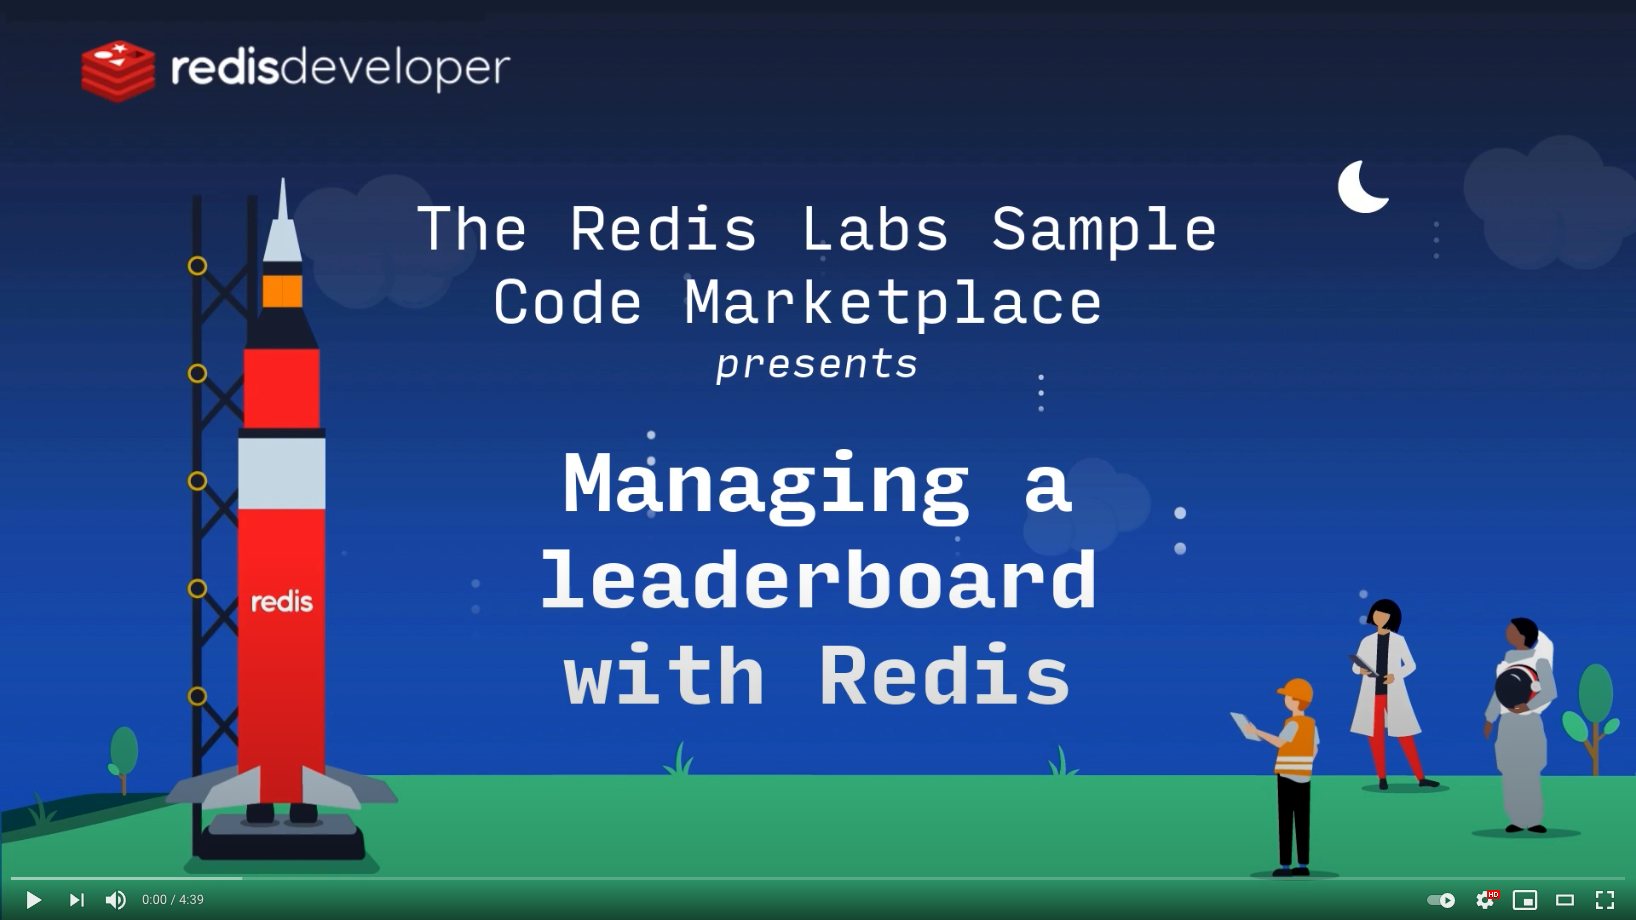 redisdeveloper
The Redis Labs Sample
Code Marketplace
presents
Managing a
leaderboard
with Redis
redis
0:00 / 4:39
HD